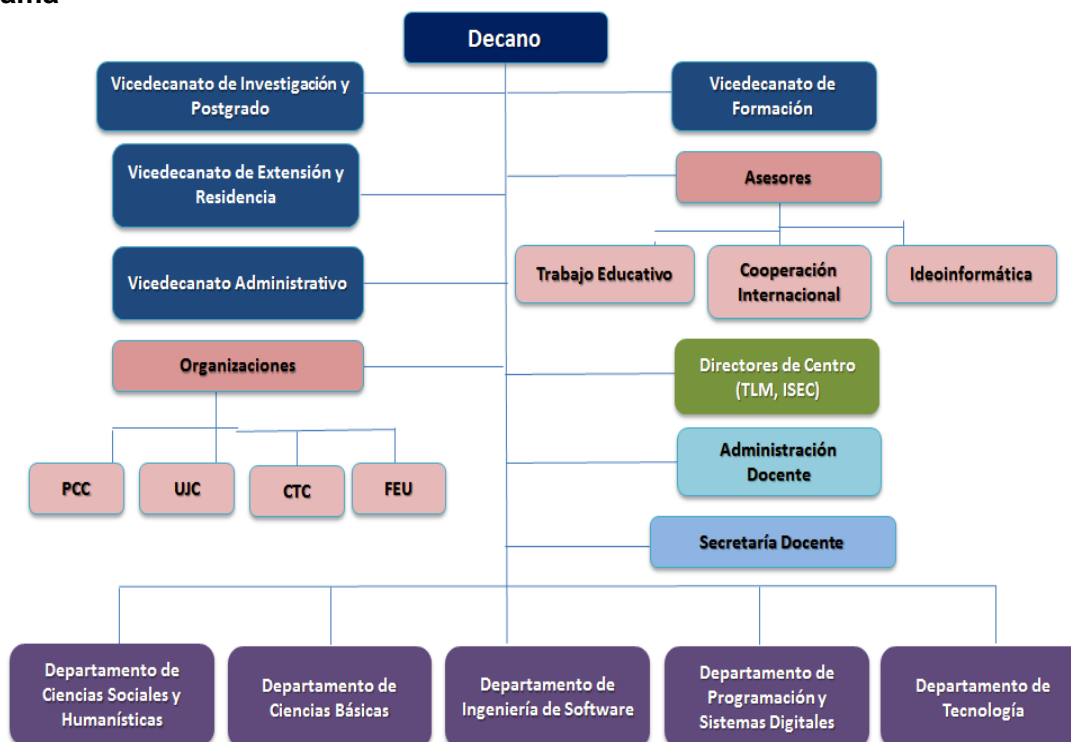 ama
Decano
Vicedecanato de Investigación y
Postgrado
Vicedecanato de
Formación
Vicedecanato de Extensión y
Residencia
Asesores
Trabajo Educativo
Cooperación
Internacional
Ideoinformática
Vicedecanato Administrativo
Organizaciones
Directores de Centro
(TLM, ISEC)
PCC
UJC
CTC
FEU
Administración
Docente
Secretaría Docente
Departamento de
Ciencias Sociales y
Humanísticas
Departamento de
Ciencias Básicas
Departamento de
Ingeniería de Software
Departamento de
Programación y
Sistemas Digitales
Departamento de
Tecnología